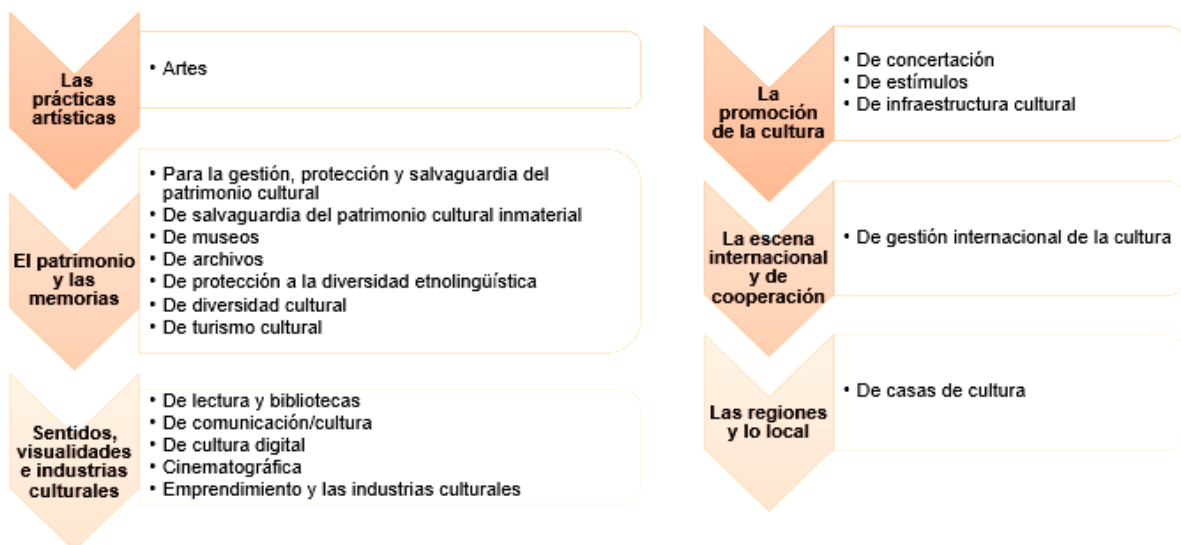 Las
prácticas
artísticas
• Artes
El patrimonio
y las
memorias
• Para la gestión, protección y salvaguardia del
patrimonio cultural
• De salvaguardia del patrimonio cultural inmaterial
• De museos
• De archivos
• De protección a la diversidad etnolingüística
• De diversidad cultural
• De turismo cultural
Sentidos,
visualidades
e industrias
culturales
• De lectura y bibliotecas
• De comunicación/cultura
• De cultura digital
• Cinematográfica
• Emprendimiento y las industrias culturales
La
promoción
de la cultura
• De concertación
• De estímulos
• De infraestructura cultural
La escena
internacional
y de
cooperación
• De gestión internacional de la cultura
Las regiones
y lo local
• De casas de cultura